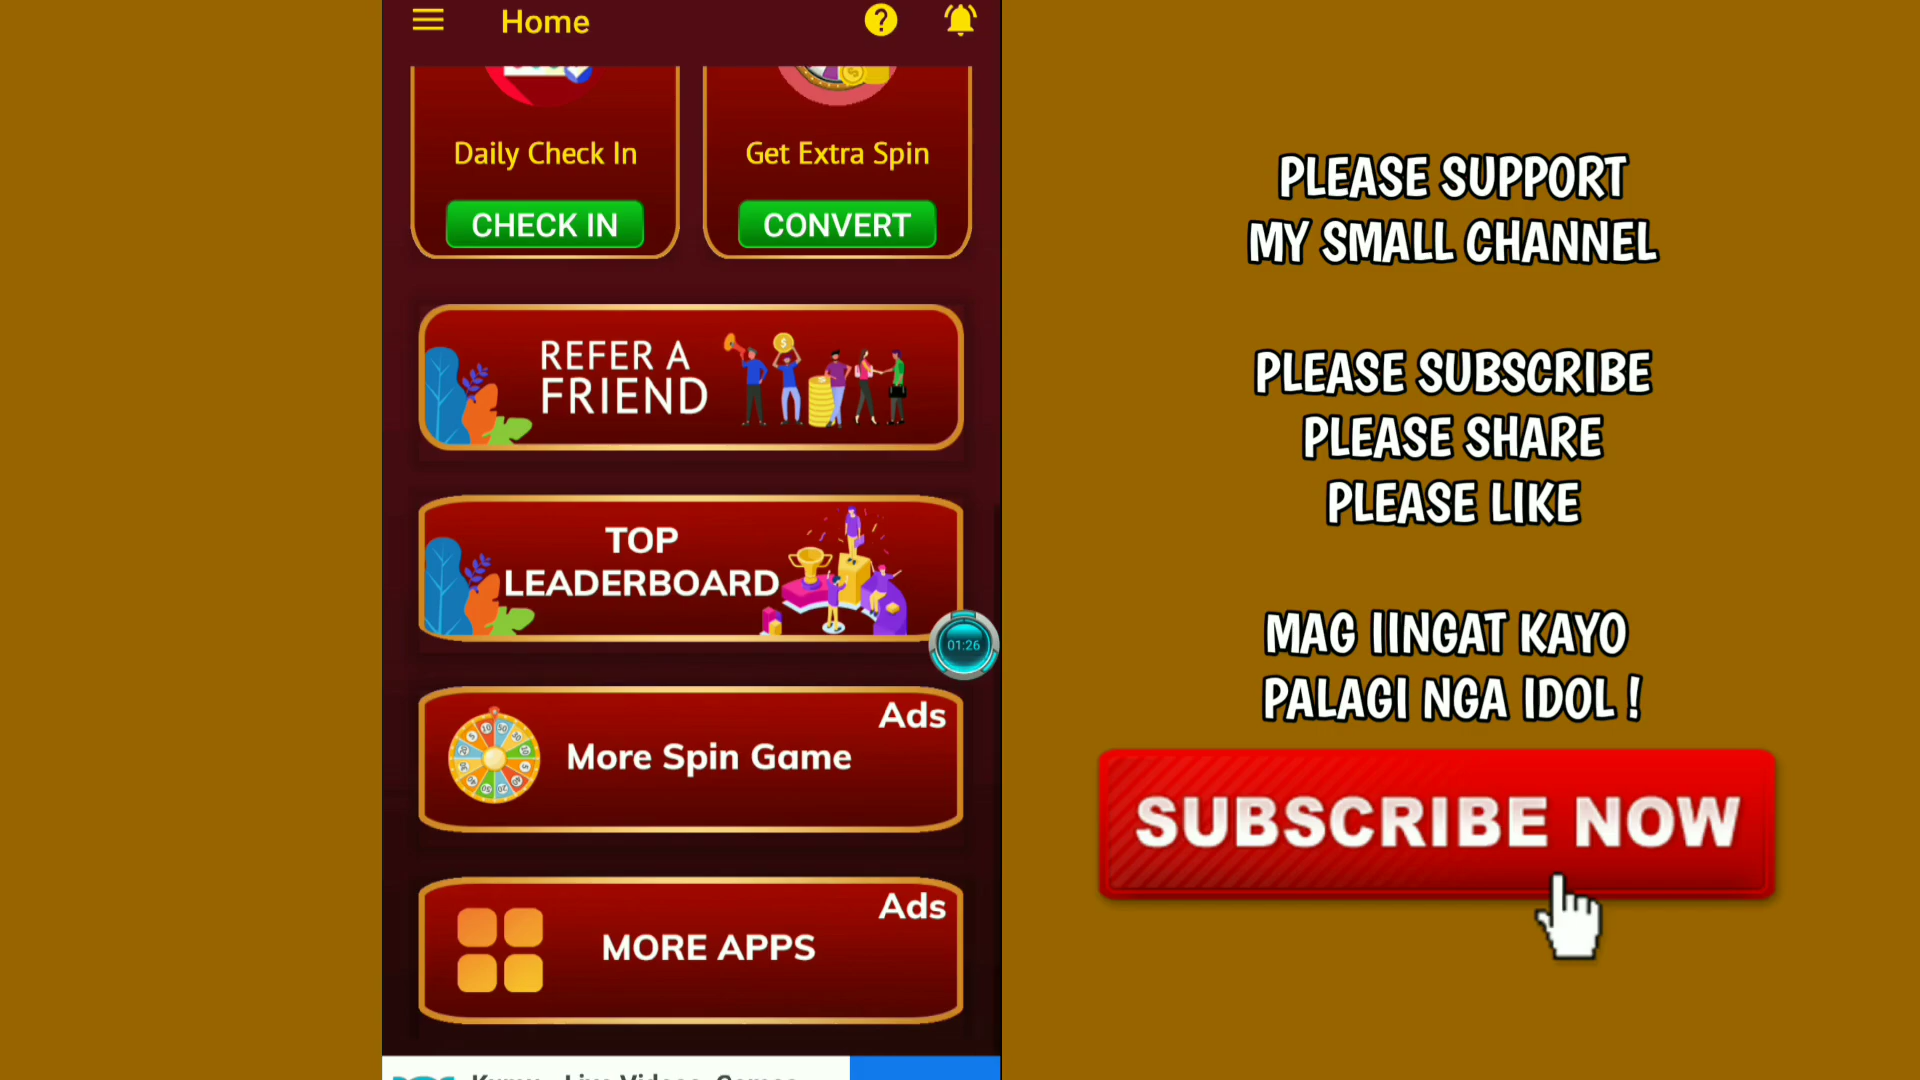 Home
Daily Check In
CHECK IN
Get Extra Spin
CONVERT
REFER A
FRIEND
TOP
LEADERBOARD
01:26
Ads
More Spin Game
Ads
MORE APPS
PLEASE SUPPORT
MY SMALL CHANNEL
PLEASE SUBSCRIBE
PLEASE SHARE
PLEASE LIKE
MAG IINGAT KAYO
PALAGI NGA IDOL !
SUBSCRIBE NOW